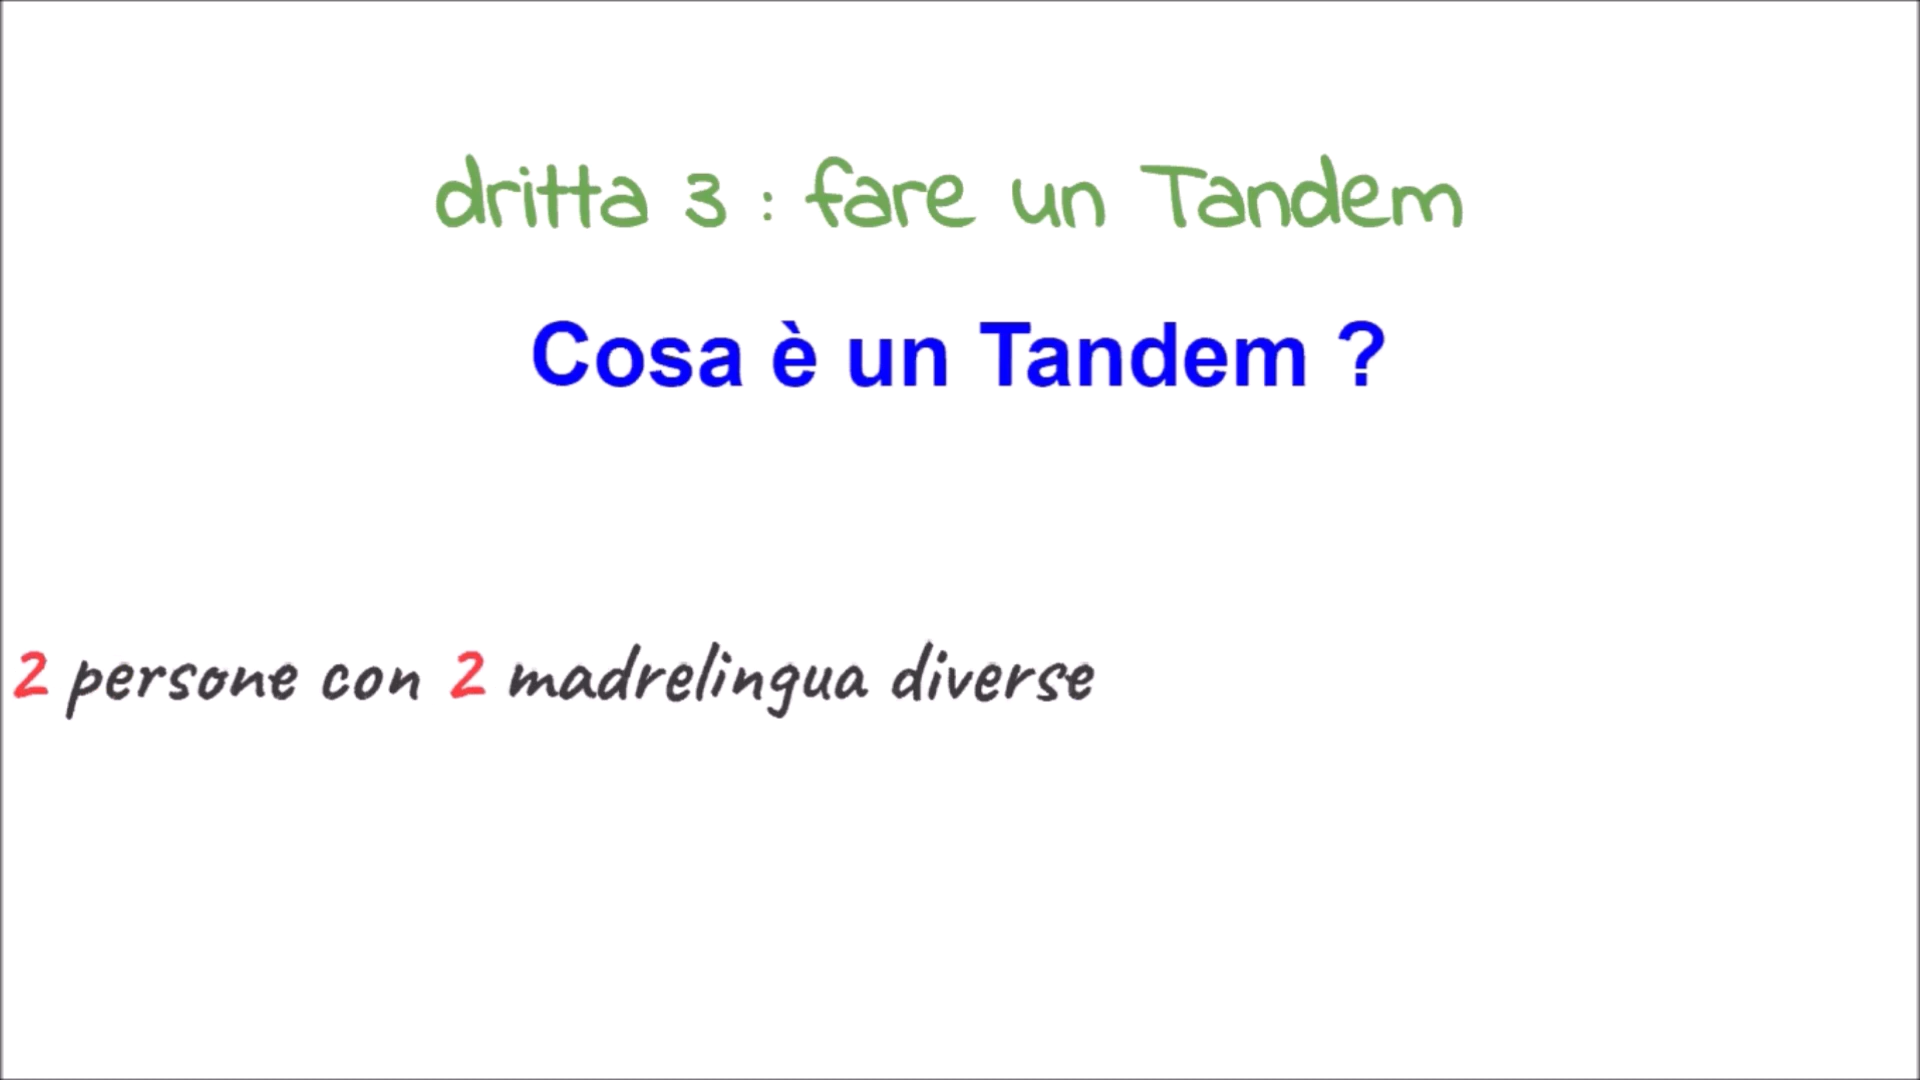 dritta 3 : fare un Tandem
Cosa è un Tandem ?
2 persone con 2 madrelingua diverse